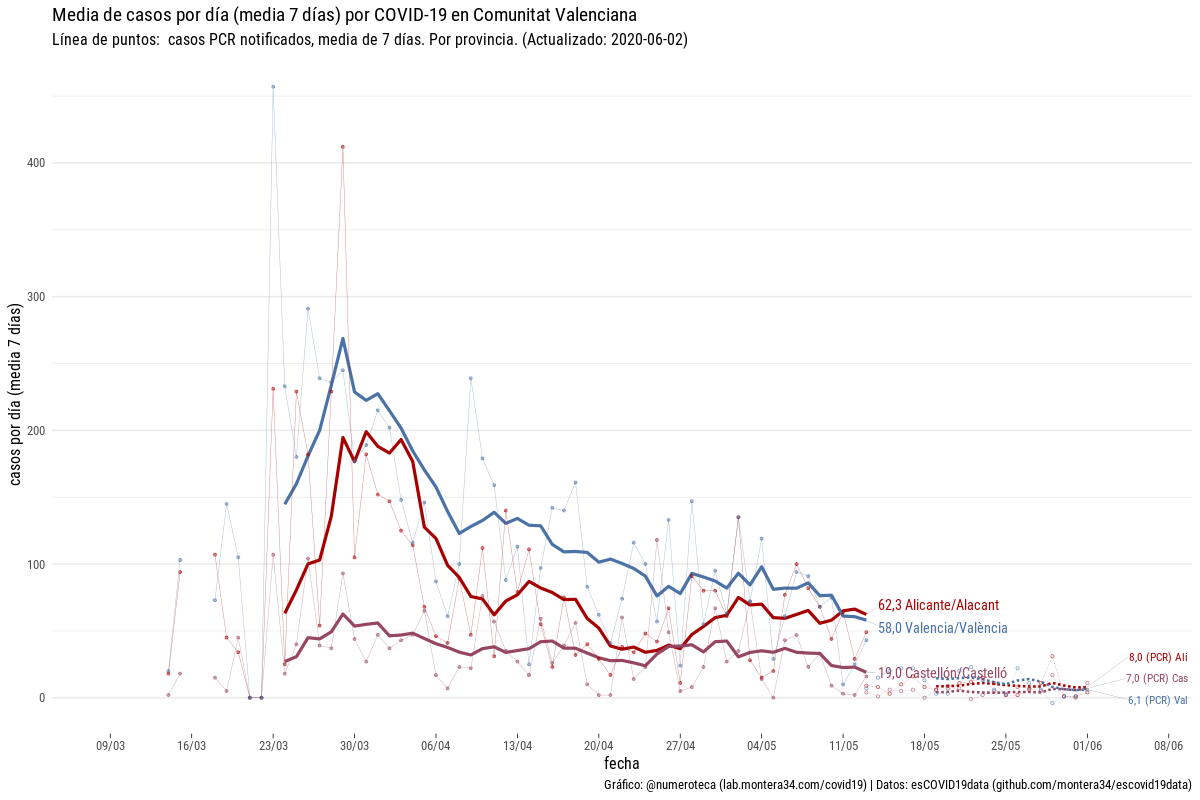 Media de casos por día (media 7 días) por COVID-19 en Comunitat Valenciana
Línea de puntos:  casos PCR notificados, media de 7 días. Por provincia. (Actualizado: 2020-06-02)
casos por día (media 7 días)
400
300
200
100
0
62,3 Alicante/Alacant
58,0 Valencia/València
19,0 Castellón/Castelló
8,0 (PCR) Ali
7,0 (PCR) Cas
6,1 (PCR) Val
09/03 16/03 23/03 30/03 06/04 13/04 20/04 27/04 04/05 11/05 18/05 25/05 01/06 08/06
fecha
Gráfico: @numeroteca (lab.montera34.com/covid19) | Datos: esCOVID19data (github.com/montera34/escovid19data)